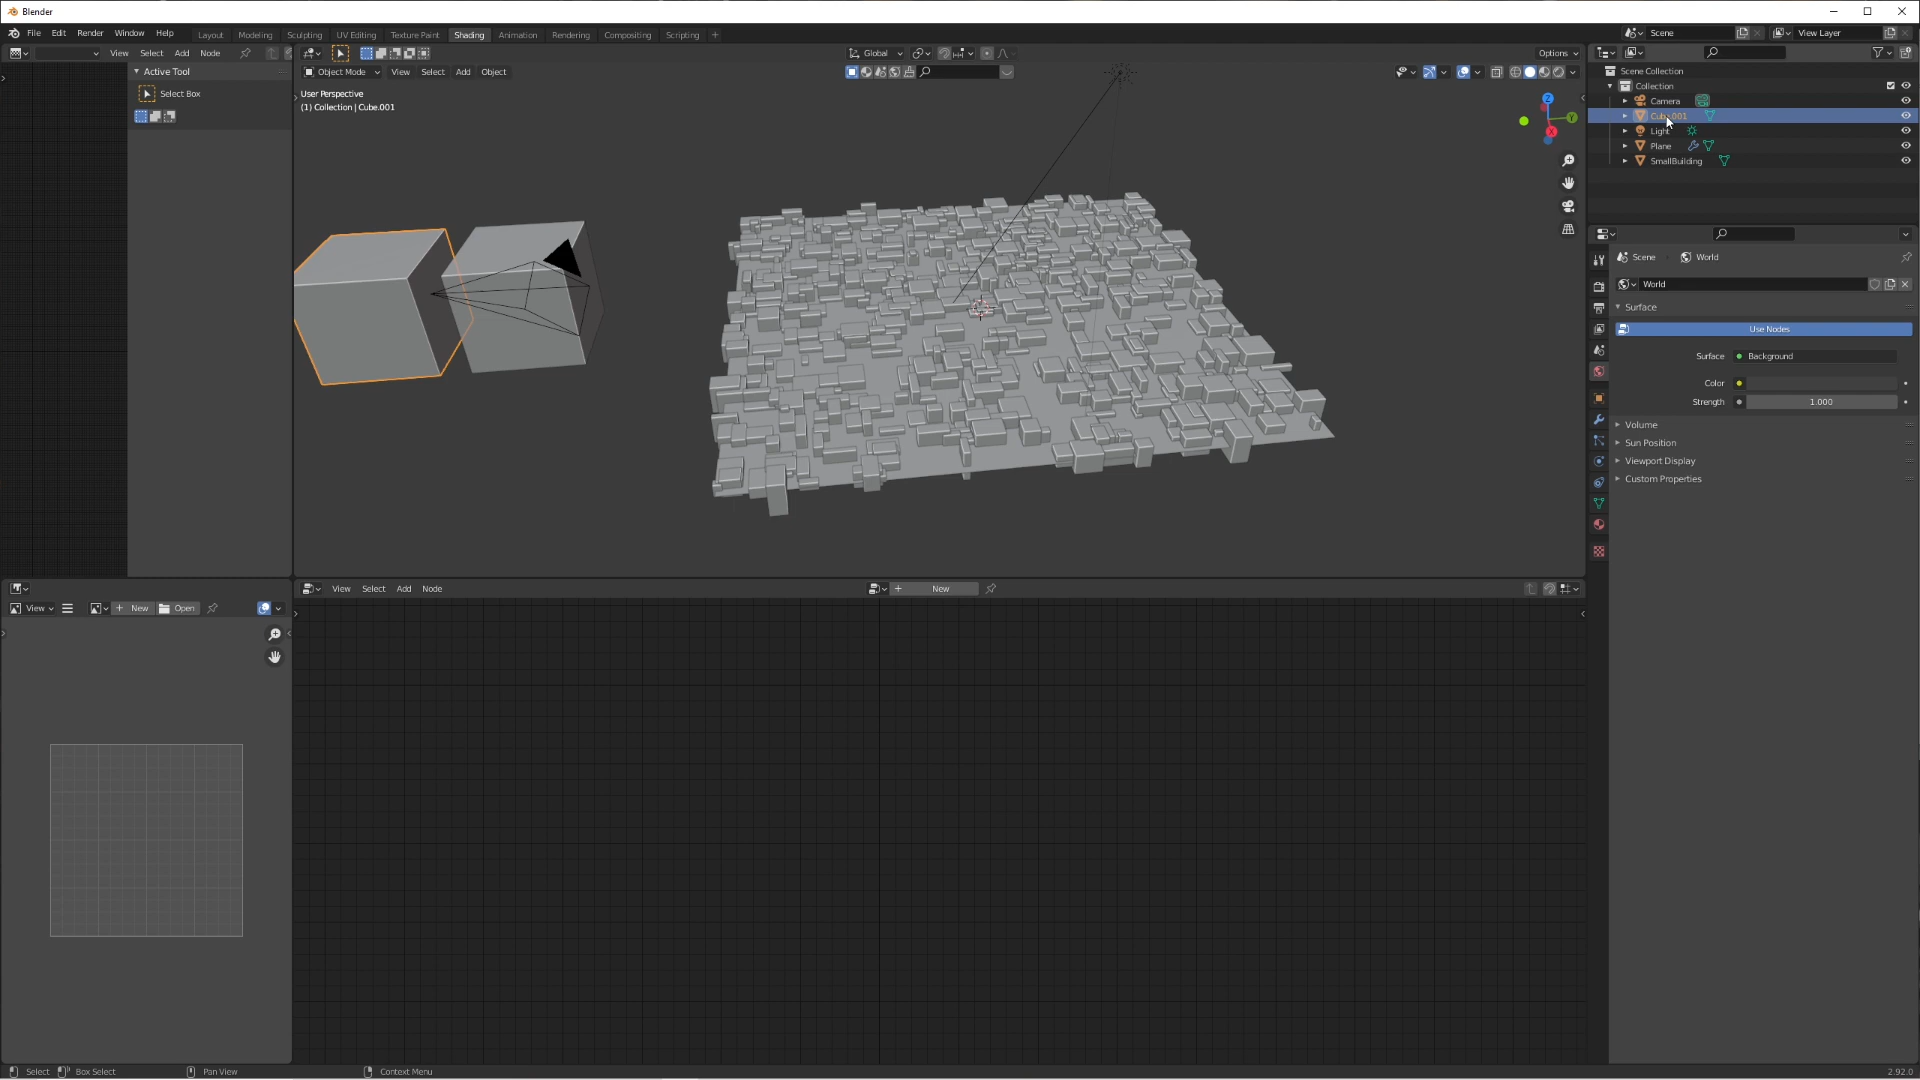 Blender
File Edit Render Window Help
Layout Modeling Sculpting UV Editing Texture Paint Shading Animation Rendering Compositing Scripting +
Scene
View Layer
View Select Add Node
Global
Options
Active Tool
Select Box
Object Mode View Select Add Object
User Perspective
(1) Collection | Cube.001
Z
Y
X
Scene Collection
Collection
Camera
Cube.001
Light
Plane
SmallBuilding
Scene > World
World
Surface
Use Nodes
Surface Background
Color
Strength 1.000
Volume
Sun Position
Viewport Display
Custom Properties
View Select Add Node
+ New
View + New Open
Select Box Select Pan View Context Menu
2.92.0